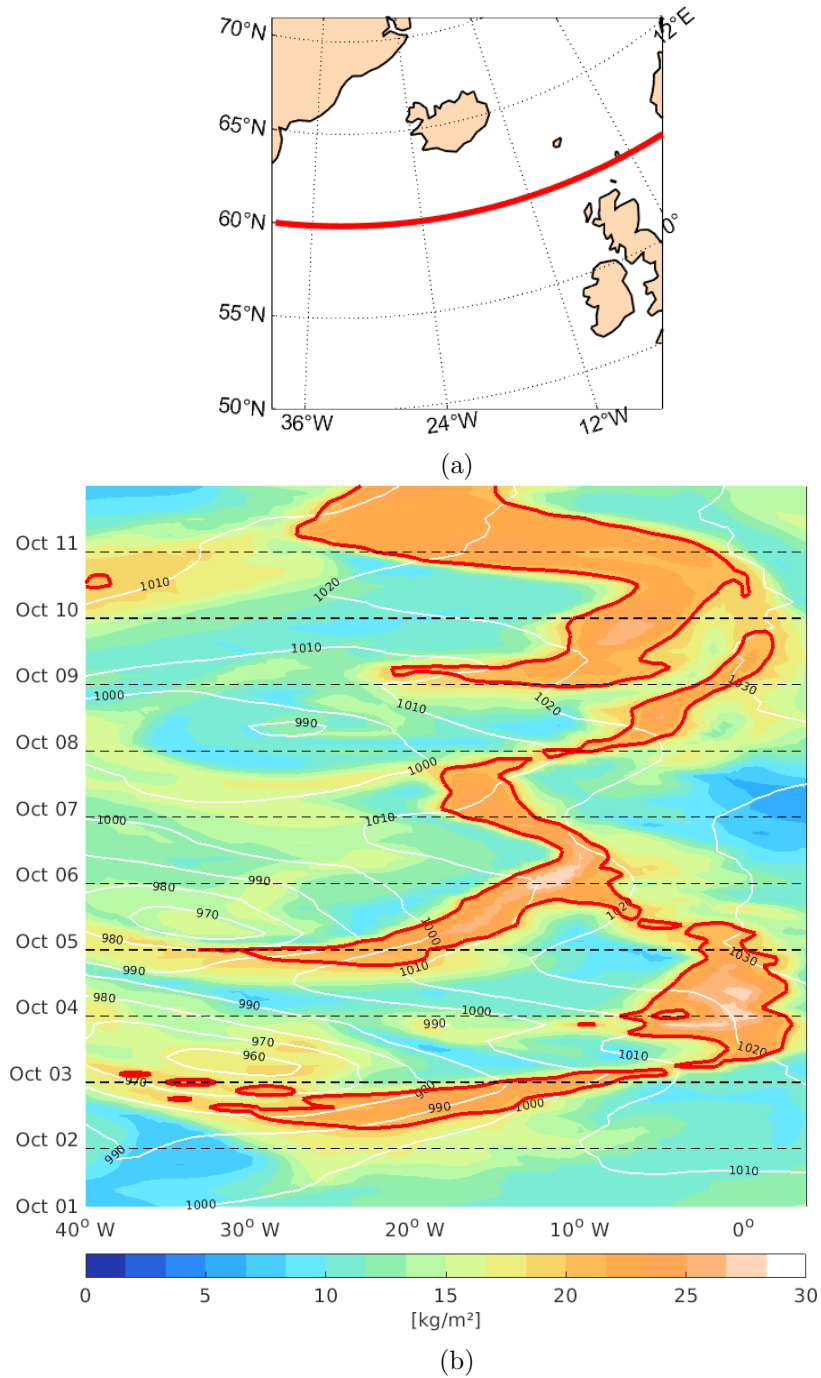 70°N
12°E
65°N
60°N
0°
55°N
50°N
36°W
24°W
12°W
(a)
Oct 11
1010
1020
Oct 10
1010
Oct 09
1000
1010
1020
1030
990
Oct 08
1000
Oct 07
1000
1010
Oct 06
980
990
970
1020
Oct 05
980
1000
1030
990
1010
Oct 04
980
990
1000
990
970
960
1010
1020
Oct 03
970
980
990
1000
Oct 02
990
1010
Oct 01
1000
40° W
30° W
20° W
10° W
0°
0 5 10 15 20 25 30
[kg/m²]
(b)